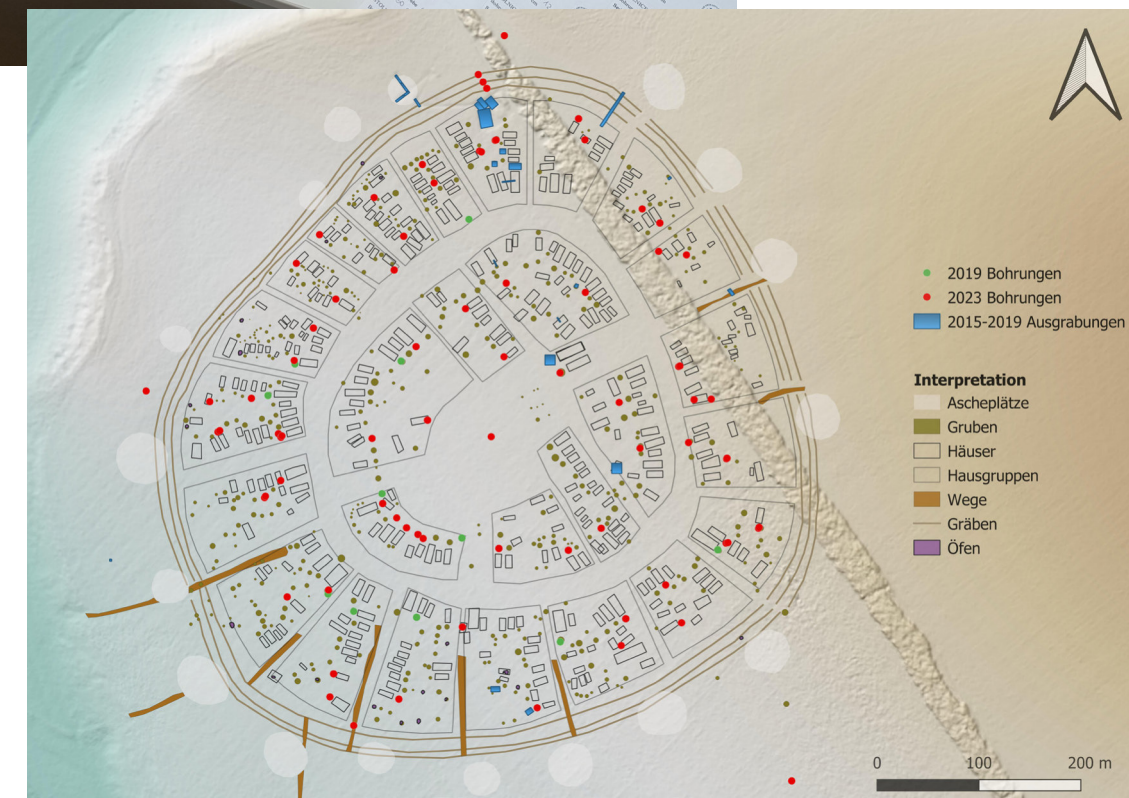 2019 Bohrungen
2023 Bohrungen
2015-2019 Ausgrabungen
Interpretation
Ascheplätze
Gruben
Häuser
Hausgruppen
Wege
Gräben
Öfen
0 100 200 m